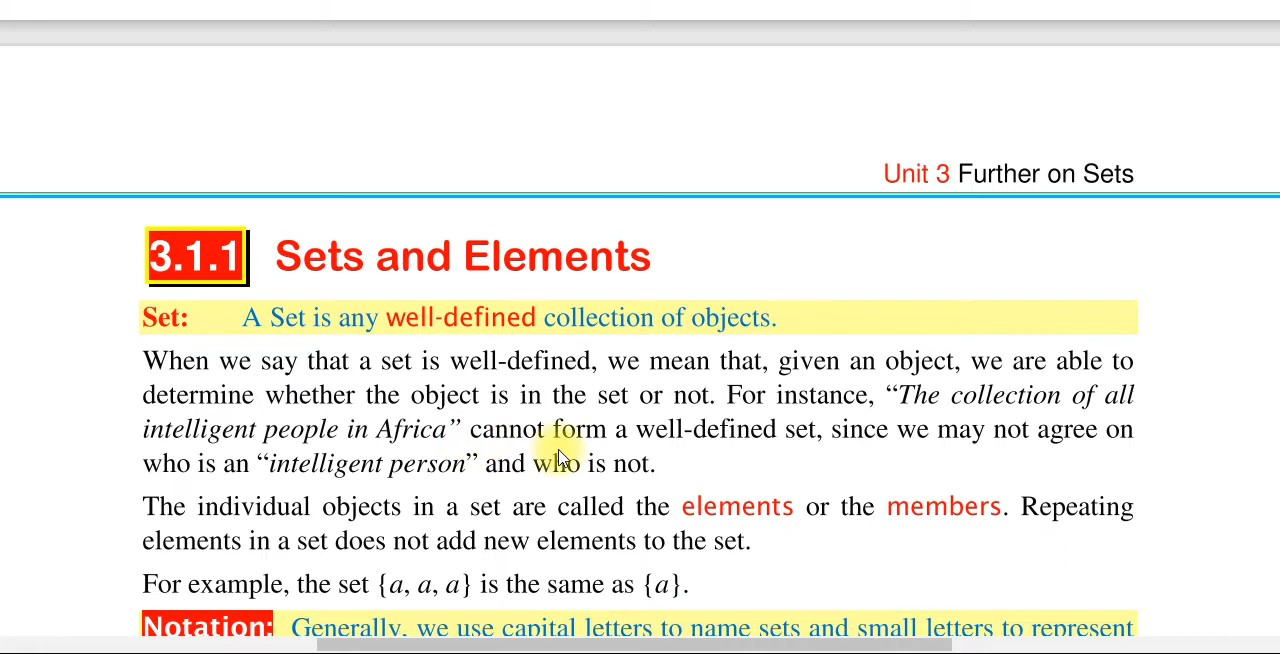 Unit 3 Further on Sets
3.1.1 Sets and Elements
Set: A Set is any well-defined collection of objects.
When we say that a set is well-defined, we mean that, given an object, we are able to
determine whether the object is in the set or not. For instance, “The collection of all
intelligent people in Africa” cannot form a well-defined set, since we may not agree on
who is an “intelligent person” and who is not.
The individual objects in a set are called the elements or the members. Repeating
elements in a set does not add new elements to the set.
For example, the set {a, a, a} is the same as {a}.
Notation: Generally, we use capital letters to name sets and small letters to represent